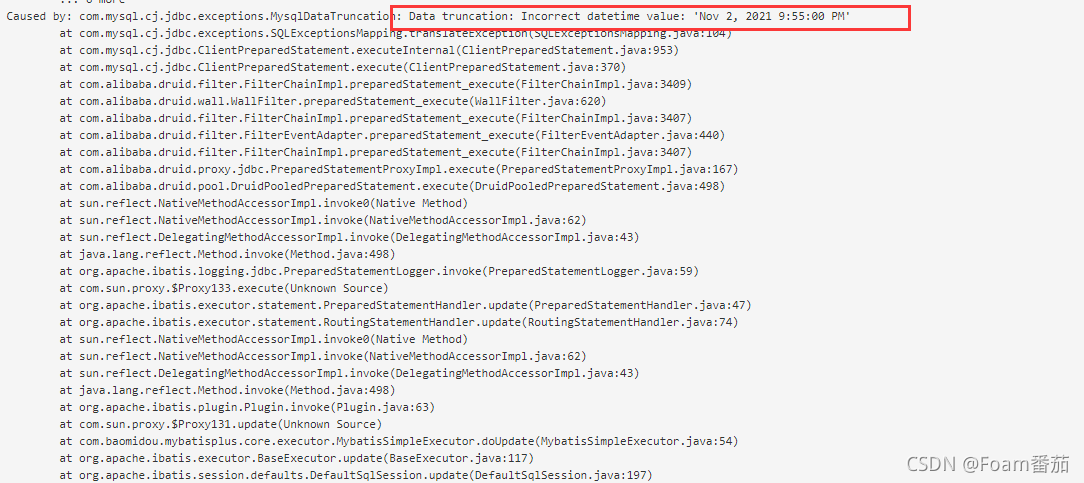 ... 8 more
Caused by: com.mysql.cj.jdbc.exceptions.MysqlDataTruncation: Data truncation: Incorrect datetime value: 'Nov 2, 2021 9:55:00 PM'
at com.mysql.cj.jdbc.exceptions.SQLExceptionsMapping.translateException(SQLExceptionsMapping.java:104)
at com.mysql.cj.jdbc.ClientPreparedStatement.executeInternal(ClientPreparedStatement.java:953)
at com.mysql.cj.jdbc.ClientPreparedStatement.execute(ClientPreparedStatement.java:370)
at com.alibaba.druid.filter.FilterChainImpl.preparedStatement_execute(FilterChainImpl.java:3409)
at com.alibaba.druid.wall.WallFilter.preparedStatement_execute(WallFilter.java:620)
at com.alibaba.druid.filter.FilterChainImpl.preparedStatement_execute(FilterChainImpl.java:3407)
at com.alibaba.druid.filter.FilterEventAdapter.preparedStatement_execute(FilterEventAdapter.java:440)
at com.alibaba.druid.filter.FilterChainImpl.preparedStatement_execute(FilterChainImpl.java:3407)
at com.alibaba.druid.proxy.jdbc.PreparedStatementProxyImpl.execute(PreparedStatementProxyImpl.java:167)
at com.alibaba.druid.pool.DruidPooledPreparedStatement.execute(DruidPooledPreparedStatement.java:498)
at sun.reflect.NativeMethodAccessorImpl.invoke0(Native Method)
at sun.reflect.NativeMethodAccessorImpl.invoke(NativeMethodAccessorImpl.java:62)
at sun.reflect.DelegatingMethodAccessorImpl.invoke(DelegatingMethodAccessorImpl.java:43)
at java.lang.reflect.Method.invoke(Method.java:498)
at org.apache.ibatis.logging.jdbc.PreparedStatementLogger.invoke(PreparedStatementLogger.java:59)
at com.sun.proxy.$Proxy133.execute(Unknown Source)
at org.apache.ibatis.executor.statement.PreparedStatementHandler.update(PreparedStatementHandler.java:47)
at org.apache.ibatis.executor.statement.RoutingStatementHandler.update(RoutingStatementHandler.java:74)
at sun.reflect.NativeMethodAccessorImpl.invoke0(Native Method)
at sun.reflect.NativeMethodAccessorImpl.invoke(NativeMethodAccessorImpl.java:62)
at sun.reflect.DelegatingMethodAccessorImpl.invoke(DelegatingMethodAccessorImpl.java:43)
at java.lang.reflect.Method.invoke(Method.java:498)
at org.apache.ibatis.plugin.Plugin.invoke(Plugin.java:63)
at com.sun.proxy.$Proxy131.update(Unknown Source)
at com.baomidou.mybatisplus.core.executor.MybatisSimpleExecutor.doUpdate(MybatisSimpleExecutor.java:54)
at org.apache.ibatis.executor.BaseExecutor.update(BaseExecutor.java:117)
at org.apache.ibatis.session.defaults.DefaultSqlSession.update(DefaultSqlSession.java:197)
CSDN @Foam番茄